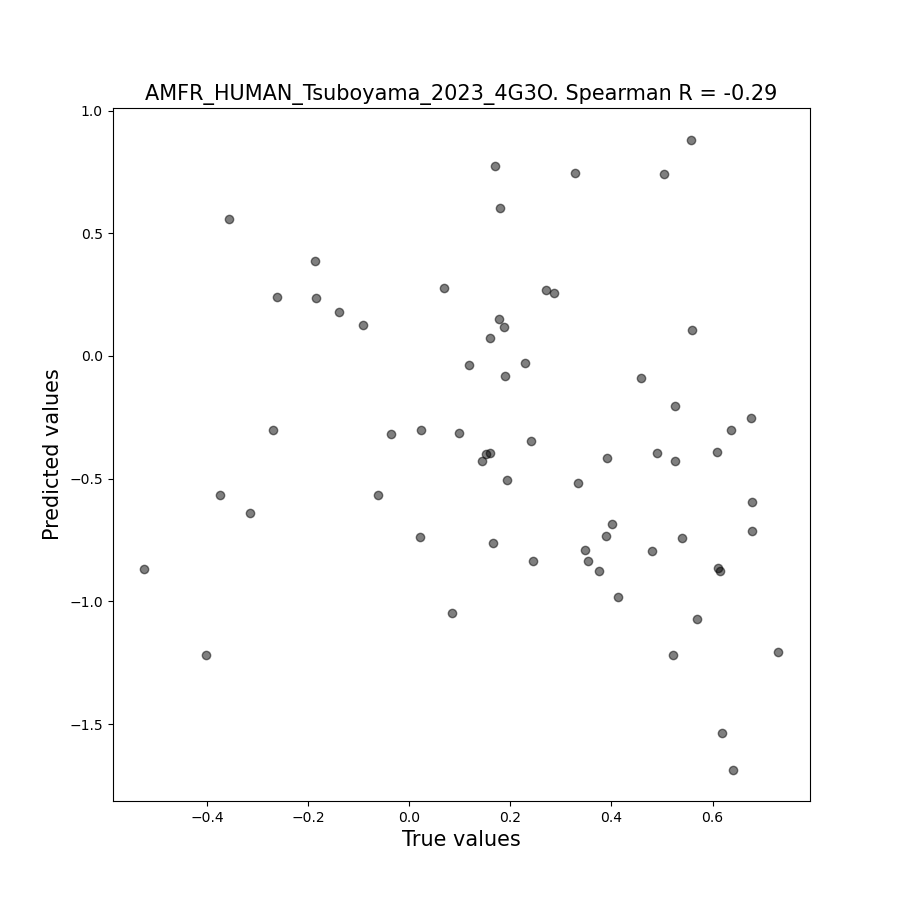 AMFR_HUMAN_Tsuboyama_2023_4G3O. Spearman R = -0.29
1.0
0.5
0.0
−0.5
−1.0
−1.5
Predicted values
−0.4 −0.2 0.0 0.2 0.4 0.6
True values